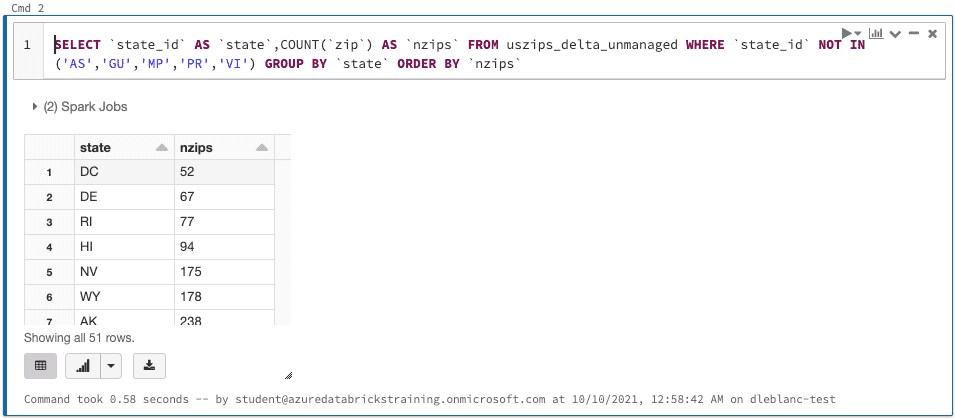 Cmd 2
1 SELECT `state_id` AS `state`,COUNT(`zip`) AS `nzips` FROM uszips_delta_unmanaged WHERE `state_id` NOT IN
('AS','GU','MP','PR','VI') GROUP BY `state` ORDER BY `nzips`
(2) Spark Jobs
state nzips
1 DC 52
2 DE 67
3 RI 77
4 HI 94
5 NV 175
6 WY 178
7 AK 238
Showing all 51 rows.
Command took 0.58 seconds -- by student@azuredatabrickstraining.onmicrosoft.com at 10/10/2021, 12:58:42 AM on dleblanc-test